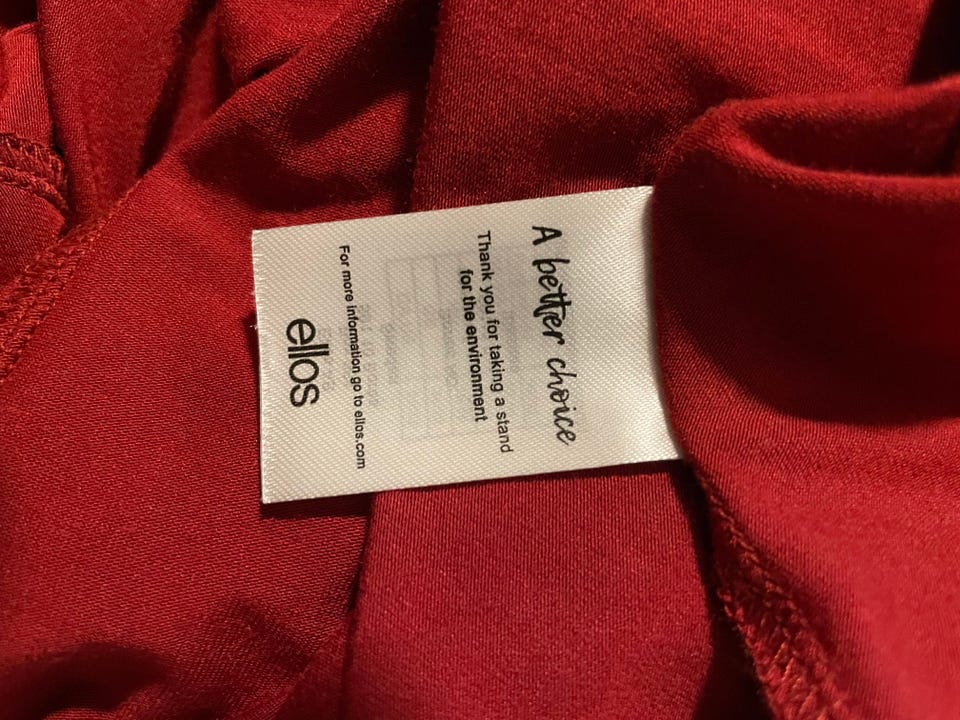 A better choice
Thank you for taking a stand
for the environment
For more information go to ellos.com
ellos